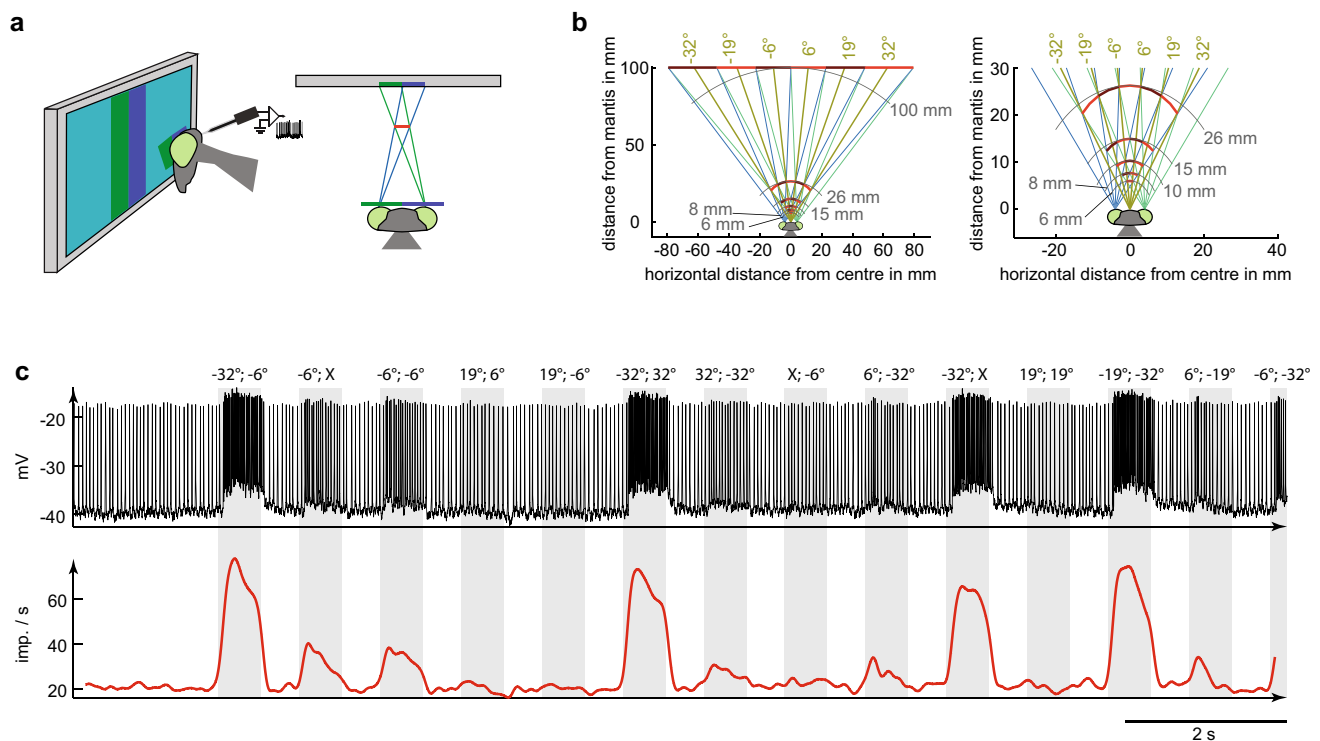 a
b
-32° -19° -6° 6° 19° 32°
100
50
0
distance from mantis in mm
100 mm
26 mm
15 mm
8 mm
6 mm
-80 -60 -40 -20 0 20 40 60 80
horizontal distance from centre in mm
-32° -19° -6° 6° 19° 32°
30
20
10
0
distance from mantis in mm
26 mm
15 mm
10 mm
8 mm
6 mm
-20 0 20 40
horizontal distance from centre in mm
c
-32°; -6° -6°; X -6°; -6° 19°; 6° 19°; -6° -32°; 32° 32°; -32° X; -6° 6°; -32° -32°; X 19°; 19° -19°; -32° 6°; -19° -6°; -32°
-20
-30
-40
mV
60
40
20
imp. / s
2 s